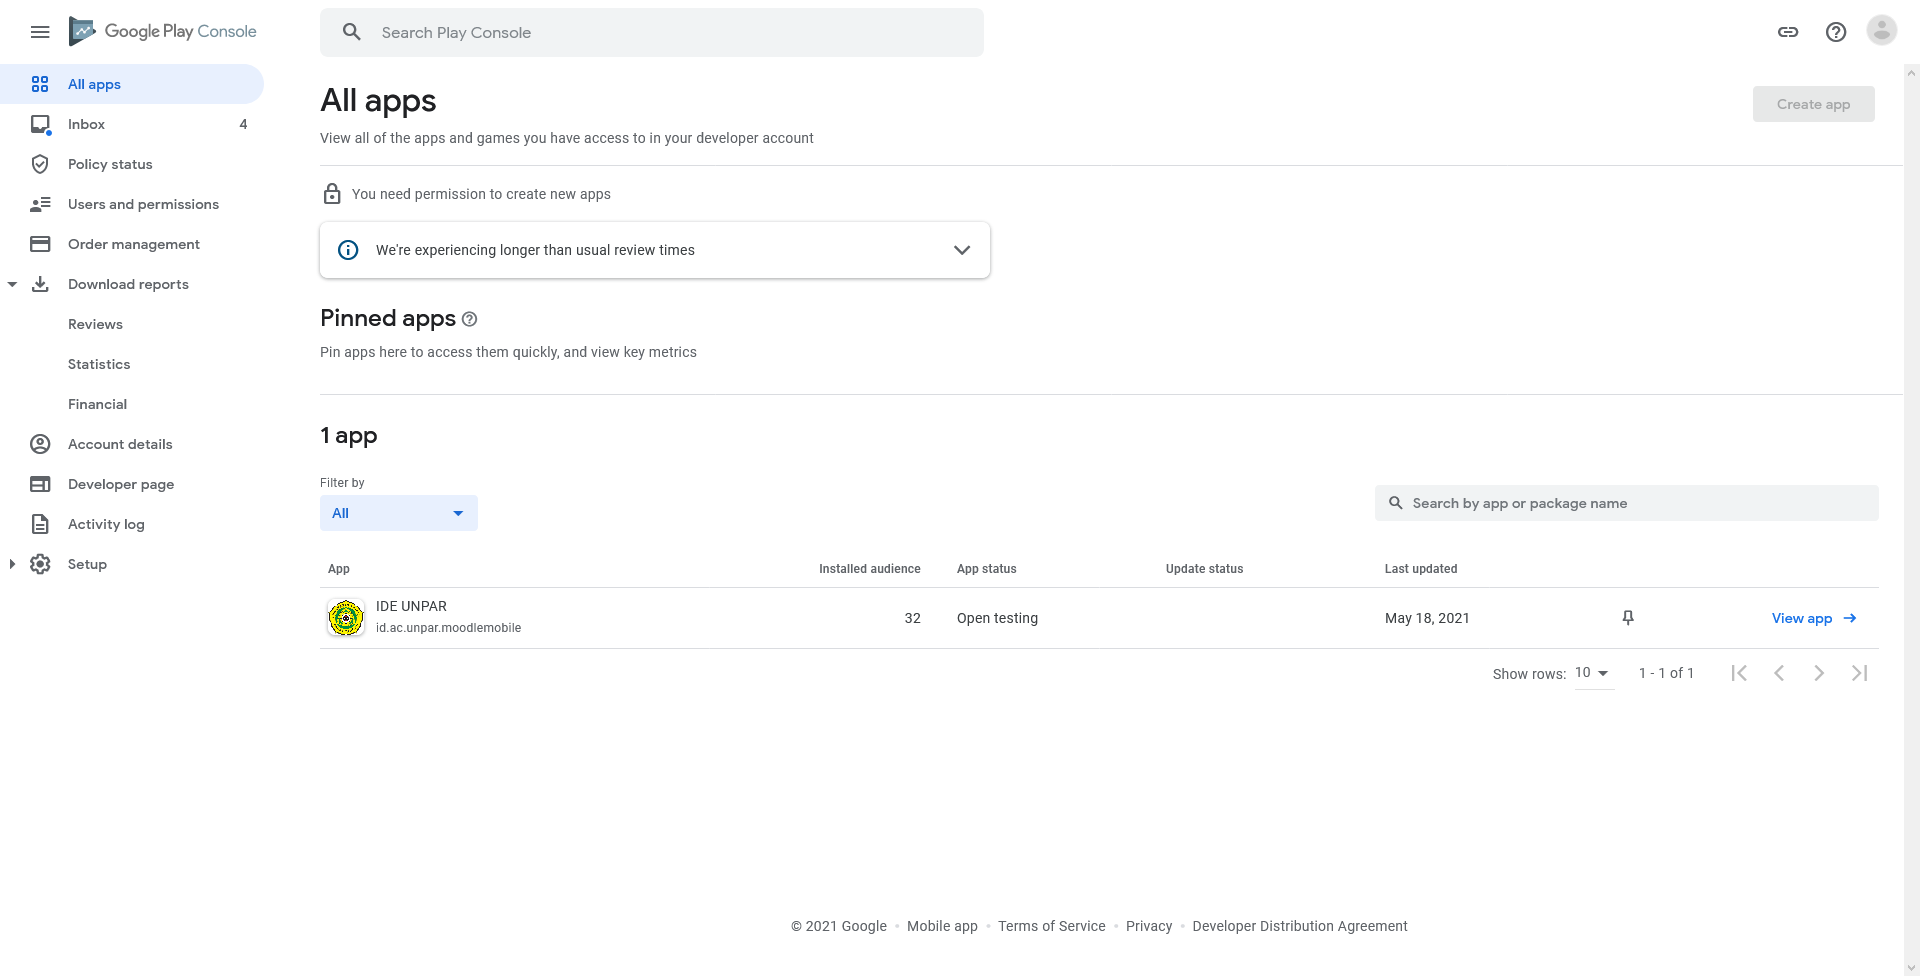 Google Play Console
Search Play Console
All apps
Inbox 4
Policy status
Users and permissions
Order management
Download reports
Reviews
Statistics
Financial
Account details
Developer page
Activity log
Setup
All apps
Create app
View all of the apps and games you have access to in your developer account
You need permission to create new apps
We're experiencing longer than usual review times
Pinned apps
Pin apps here to access them quickly, and view key metrics
1 app
Filter by
All
Search by app or package name
App Installed audience App status Update status Last updated
IDE UNPAR
id.ac.unpar.moodlemobile
32 Open testing May 18, 2021 View app
Show rows: 10 1 - 1 of 1
© 2021 Google • Mobile app • Terms of Service • Privacy • Developer Distribution Agreement